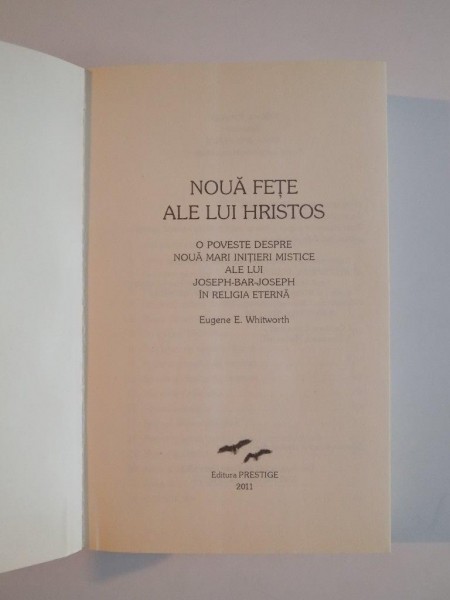 NOUĂ FEȚE
ALE LUI HRISTOS
O POVESTE DESPRE
NOUĂ MARI INIȚIERI MISTICE
ALE LUI
JOSEPH-BAR-JOSEPH
ÎN RELIGIA ETERNĂ
Eugene E. Whitworth
Editura PRESTIGE
2011